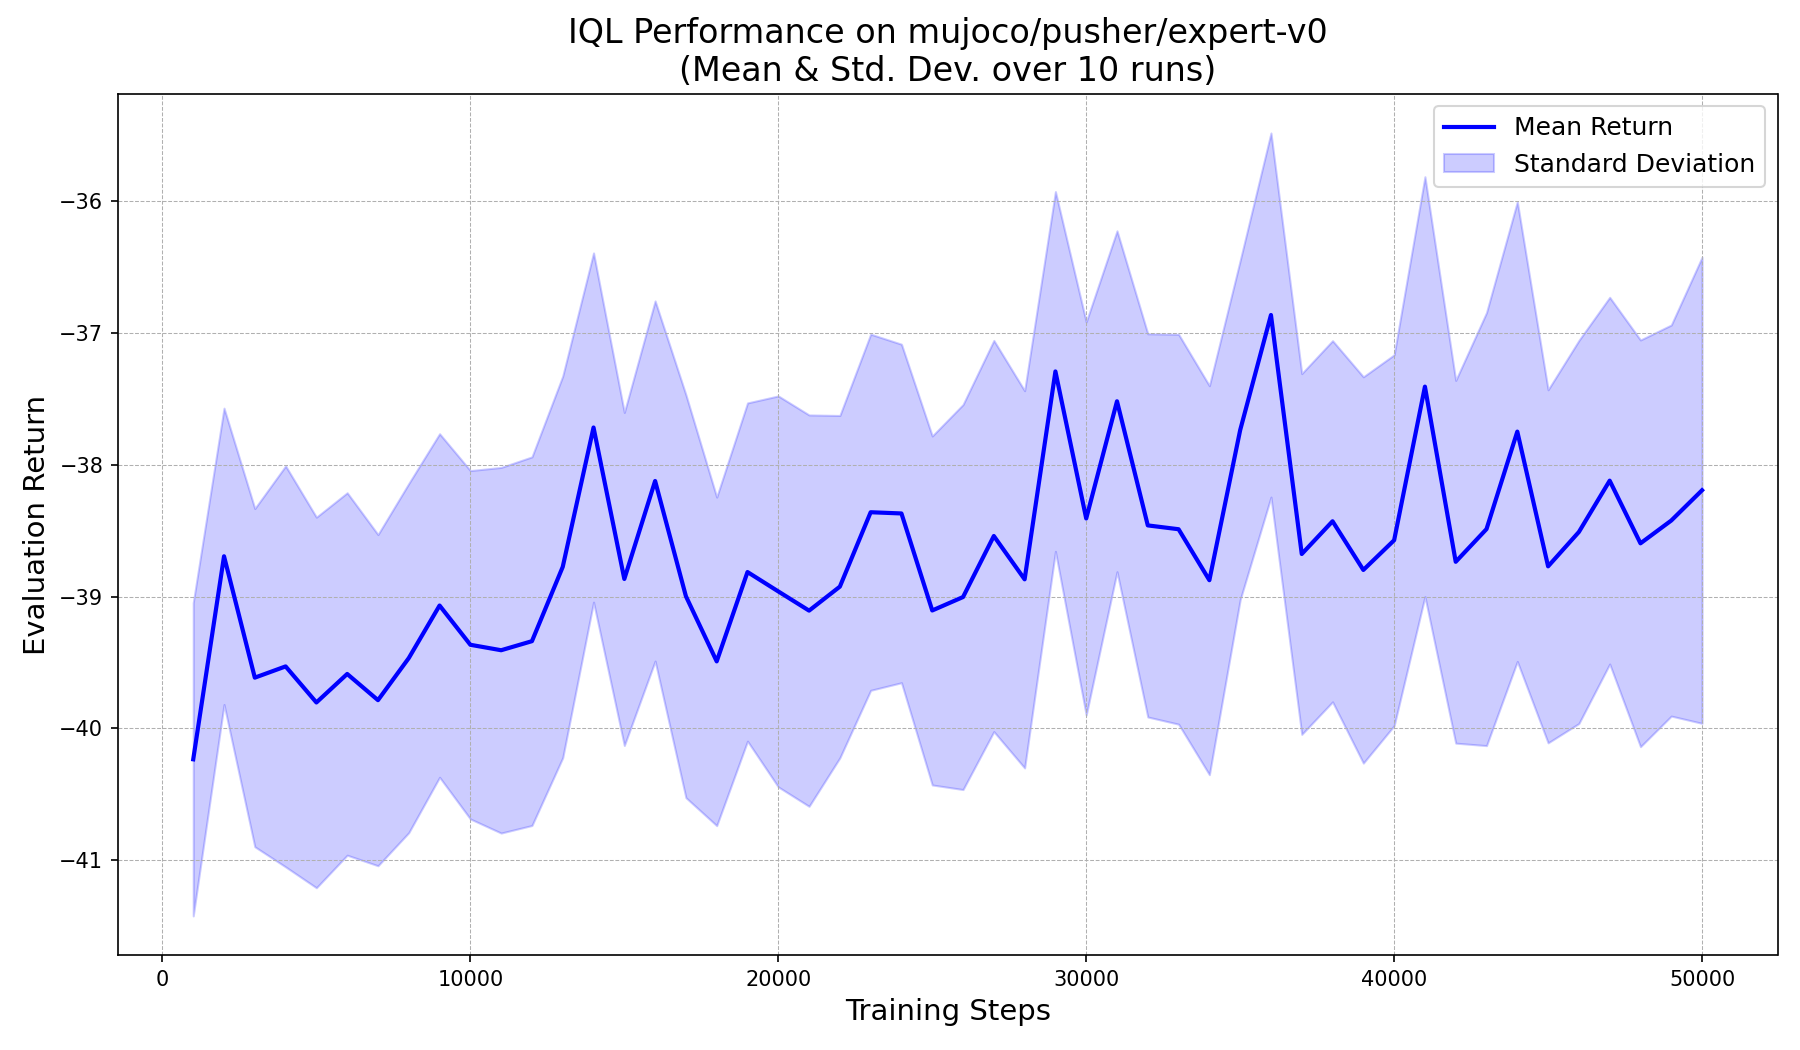 IQL Performance on mujoco/pusher/expert-v0
(Mean & Std. Dev. over 10 runs)
Mean Return
Standard Deviation
Evaluation Return
−36
−37
−38
−39
−40
−41
0
10000
20000
30000
40000
50000
Training Steps